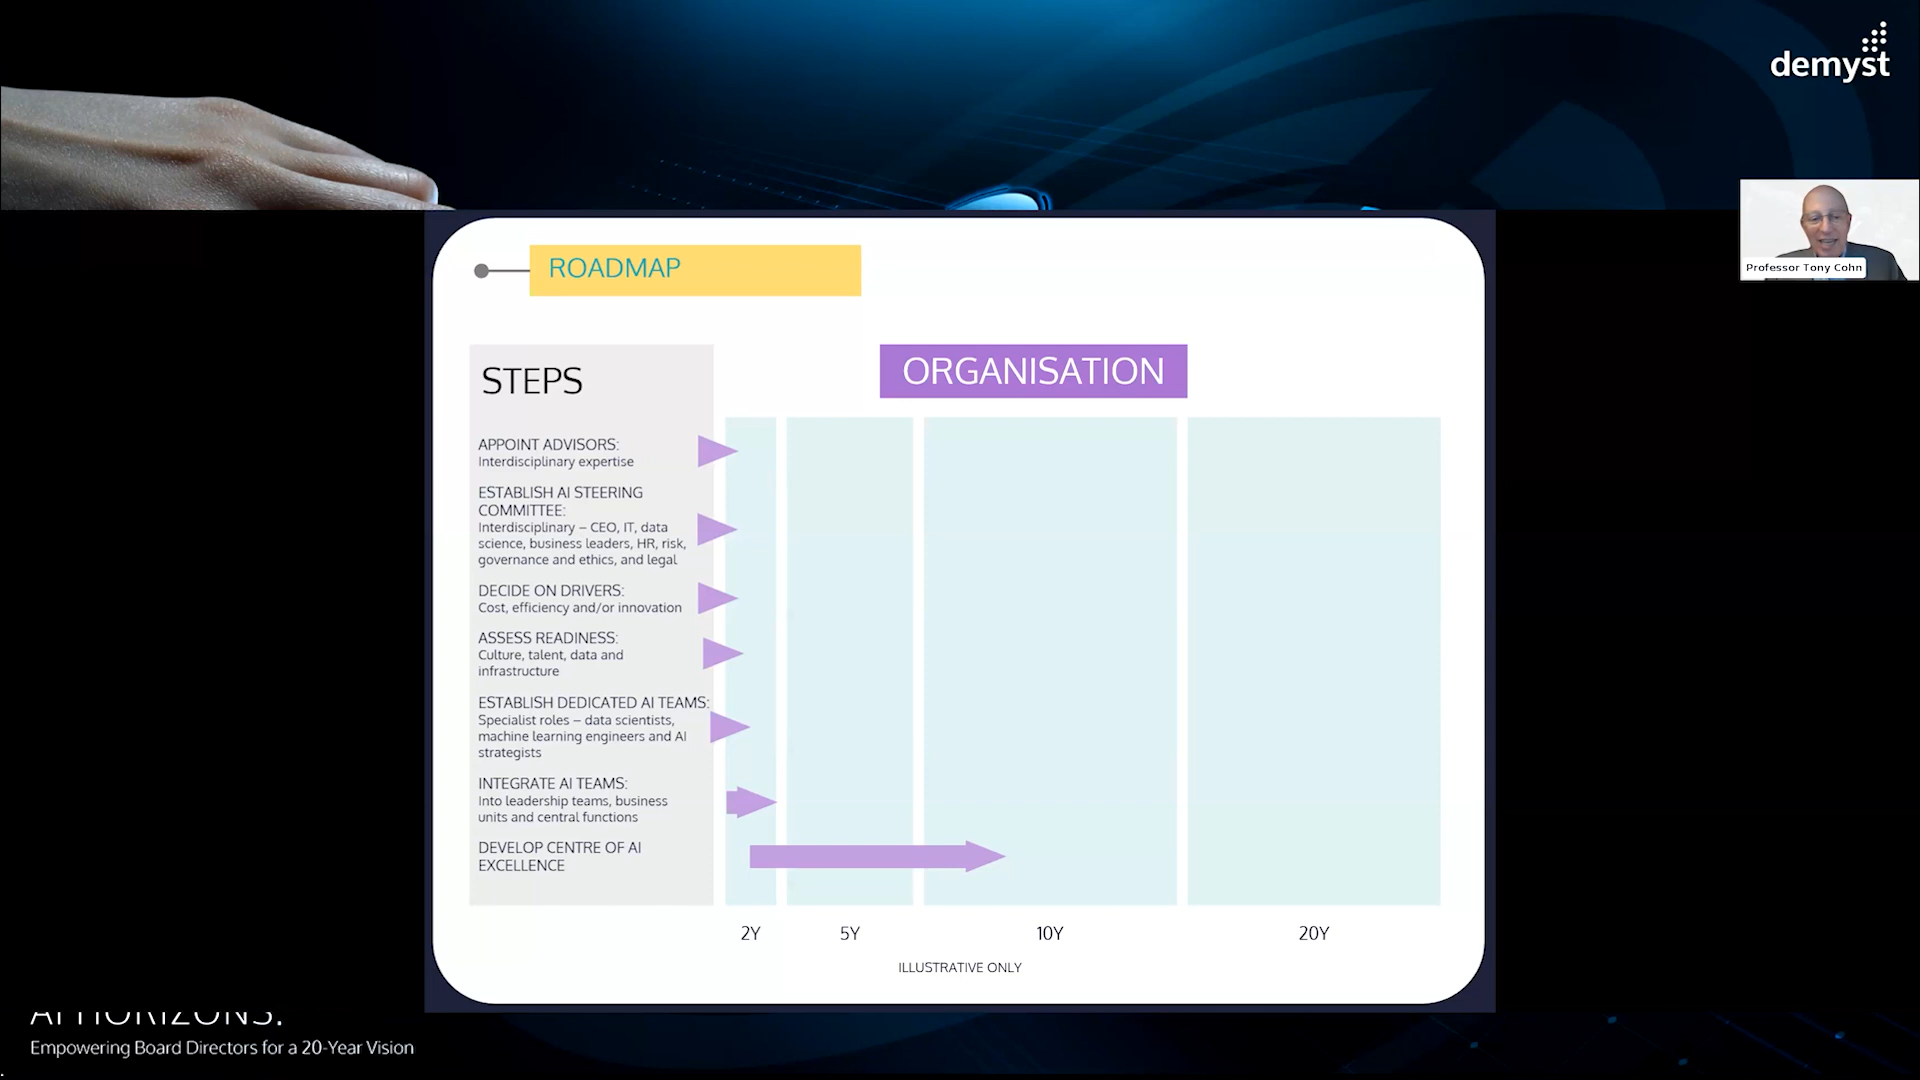 demyst
Professor Tony Cohn
ROADMAP
STEPS
ORGANISATION
APPOINT ADVISORS:
Interdisciplinary expertise
ESTABLISH AI STEERING
COMMITTEE:
Interdisciplinary – CEO, IT, data
science, business leaders, HR, risk,
governance and ethics, and legal
DECIDE ON DRIVERS:
Cost, efficiency and/or innovation
ASSESS READINESS:
Culture, talent, data and
infrastructure
ESTABLISH DEDICATED AI TEAMS:
Specialist roles – data scientists,
machine learning engineers and AI
strategists
INTEGRATE AI TEAMS:
Into leadership teams, business
units and central functions
DEVELOP CENTRE OF AI
EXCELLENCE
2Y 5Y 10Y 20Y
ILLUSTRATIVE ONLY
AI HORIZONS:
Empowering Board Directors for a 20-Year Vision